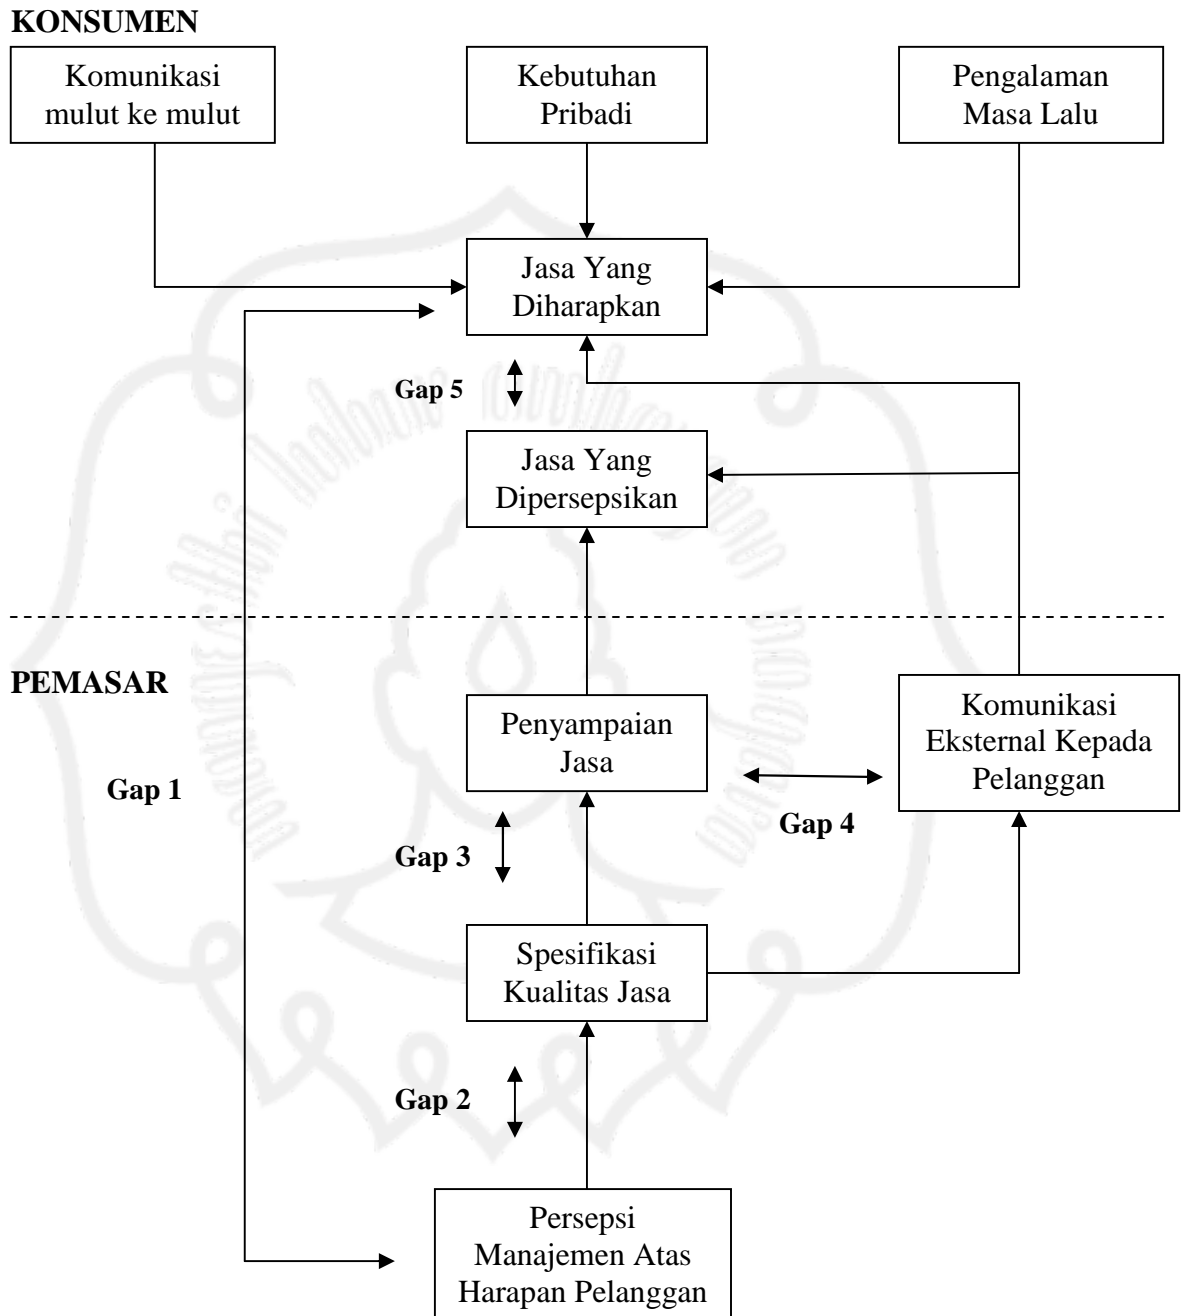 KONSUMEN
Komunikasi
mulut ke mulut
Kebutuhan
Pribadi
Pengalaman
Masa Lalu
Jasa Yang
Diharapkan
Gap 5
Jasa Yang
Dipersepsikan
PEMASAR
Penyampaian
Jasa
Komunikasi
Eksternal Kepada
Pelanggan
Gap 1
Gap 4
Gap 3
Spesifikasi
Kualitas Jasa
Gap 2
Persepsi
Manajemen Atas
Harapan Pelanggan